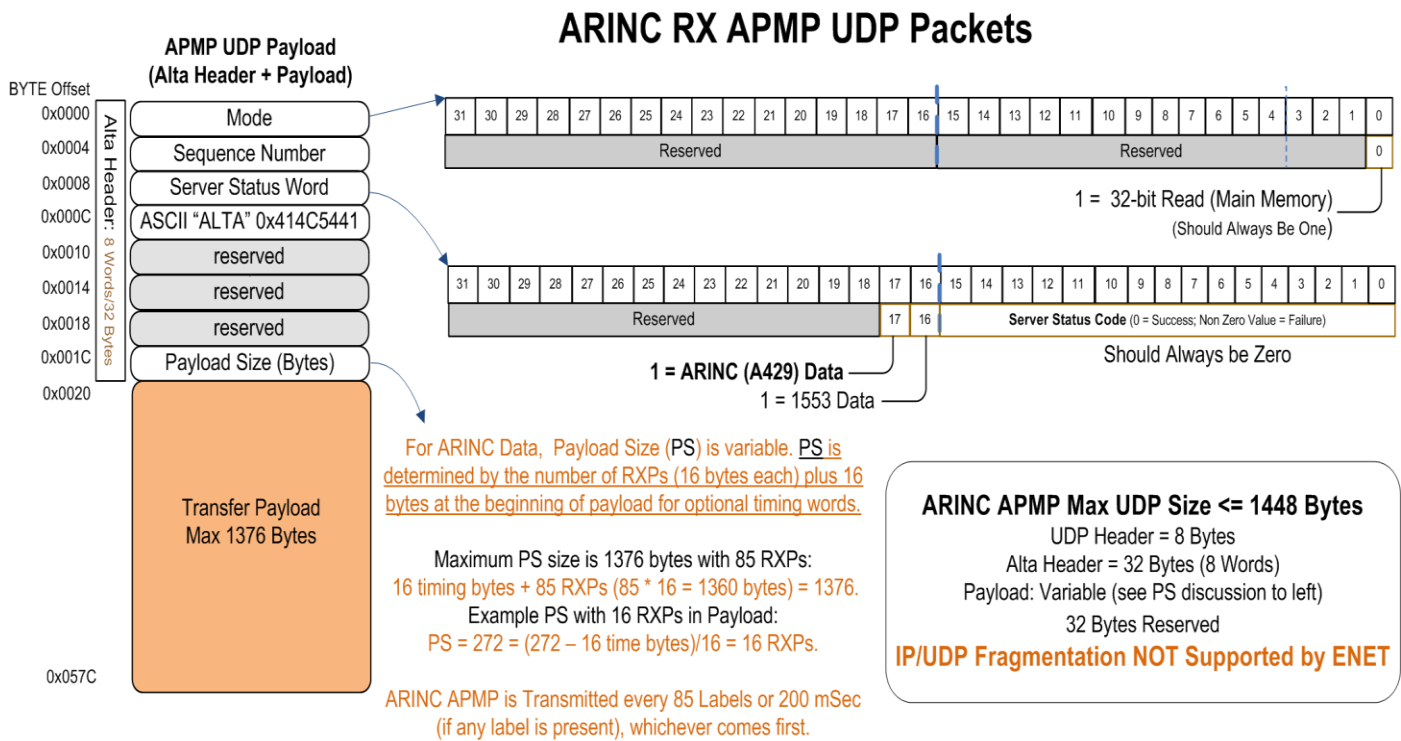 ARINC RX APMP UDP Packets
APMP UDP Payload
(Alta Header + Payload)
BYTE Offset
0x0000
0x0004
0x0008
0x000C
0x0010
0x0014
0x0018
0x001C
0x0020
0x057C
Alta Header: 8 Words/32 Bytes
Mode
Sequence Number
Server Status Word
ASCII “ALTA” 0x414C5441
reserved
reserved
reserved
Payload Size (Bytes)
Transfer Payload
Max 1376 Bytes
31 30 29 28 27 26 25 24 23 22 21 20 19 18 17 16 15 14 13 12 11 10 9 8 7 6 5 4 3 2 1 0
Reserved Reserved 0
1 = 32-bit Read (Main Memory)
(Should Always Be One)
31 30 29 28 27 26 25 24 23 22 21 20 19 18 17 16 15 14 13 12 11 10 9 8 7 6 5 4 3 2 1 0
Reserved 17 16 Server Status Code (0 = Success; Non Zero Value = Failure)
Should Always be Zero
1 = ARINC (A429) Data
1 = 1553 Data
For ARINC Data, Payload Size (PS) is variable. PS is
determined by the number of RXPs (16 bytes each) plus 16
bytes at the beginning of payload for optional timing words.
Maximum PS size is 1376 bytes with 85 RXPs:
16 timing bytes + 85 RXPs (85 * 16 = 1360 bytes) = 1376.
Example PS with 16 RXPs in Payload:
PS = 272 = (272 – 16 time bytes)/16 = 16 RXPs.
ARINC APMP is Transmitted every 85 Labels or 200 mSec
(if any label is present), whichever comes first.
ARINC APMP Max UDP Size <= 1448 Bytes
UDP Header = 8 Bytes
Alta Header = 32 Bytes (8 Words)
Payload: Variable (see PS discussion to left)
32 Bytes Reserved
IP/UDP Fragmentation NOT Supported by ENET